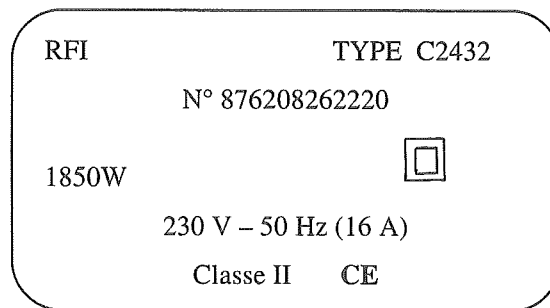 RFI TYPE C2432
N° 876208262220
1850W
230 V – 50 Hz (16 A)
Classe II CE